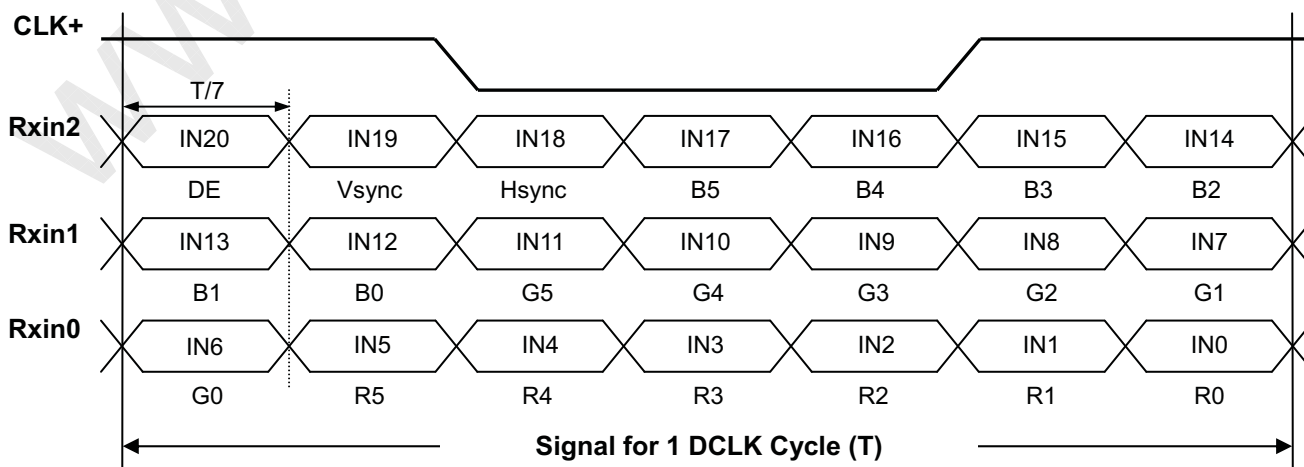 CLK+
T/7
Rxin2 IN20 IN19 IN18 IN17 IN16 IN15 IN14
DE Vsync Hsync B5 B4 B3 B2
Rxin1 IN13 IN12 IN11 IN10 IN9 IN8 IN7
B1 B0 G5 G4 G3 G2 G1
Rxin0 IN6 IN5 IN4 IN3 IN2 IN1 IN0
G0 R5 R4 R3 R2 R1 R0
Signal for 1 DCLK Cycle (T)